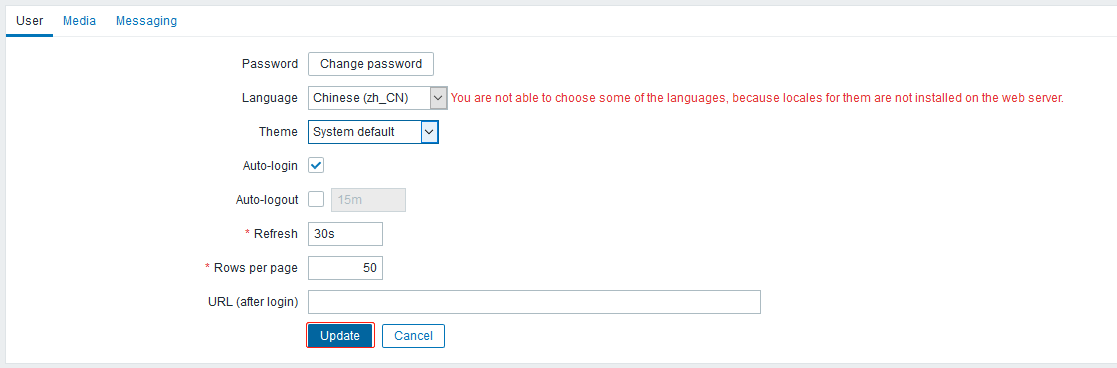 User Media Messaging
Password Change password
Language Chinese (zh_CN) You are not able to choose some of the languages, because locales for them are not installed on the web server.
Theme System default
Auto-login
Auto-logout 15m
* Refresh 30s
* Rows per page 50
URL (after login)
Update Cancel